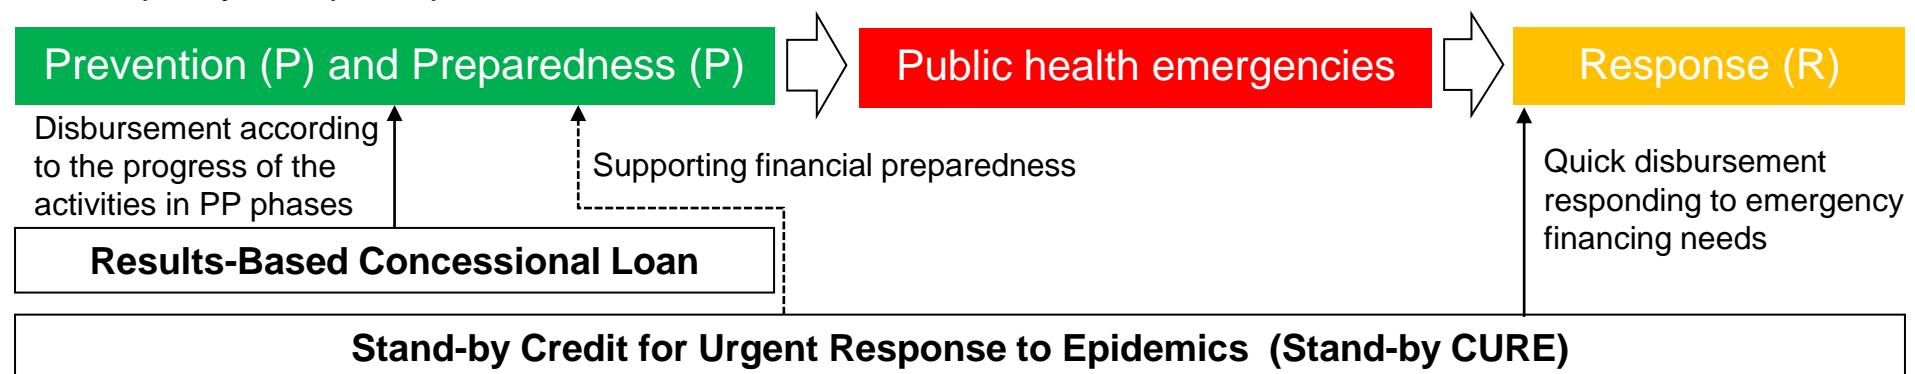 Prevention (P) and Preparedness (P)
Public health emergencies
Response (R)
Disbursement according
to the progress of the
activities in PP phases
Supporting financial preparedness
Quick disbursement
responding to emergency
financing needs
Results-Based Concessional Loan
Stand-by Credit for Urgent Response to Epidemics (Stand-by CURE)